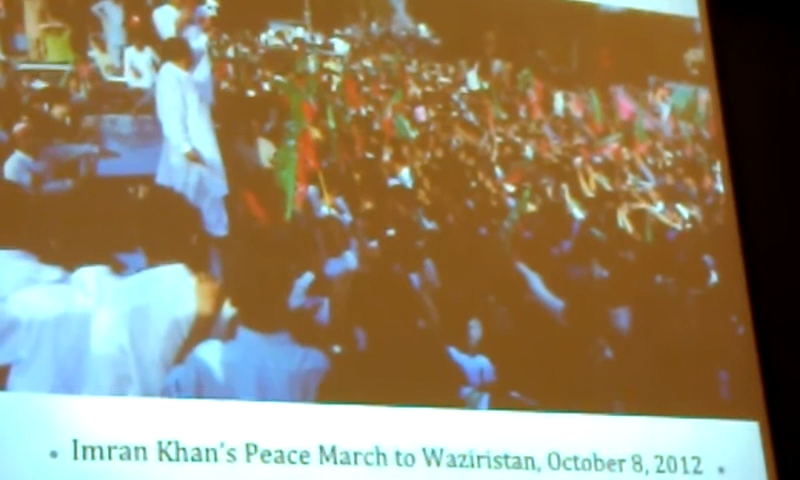 • Imran Khan's Peace March to Waziristan, October 8, 2012 •